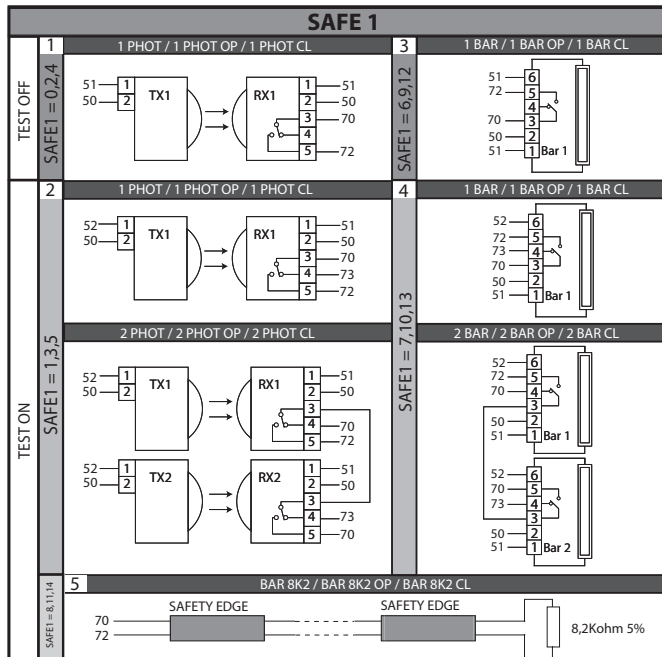 SAFE 1
TEST OFF
SAFE1 = 0,2,4
1
1 PHOT / 1 PHOT OP / 1 PHOT CL
51 1
50 2
TX1
RX1
1 51
2 50
3 70
4
5 72
SAFE1 = 6,9,12
3
1 BAR / 1 BAR OP / 1 BAR CL
51 6
72 5
4
70 3
50 2
51 1 Bar 1
TEST ON
SAFE1 = 1,3,5
2
1 PHOT / 1 PHOT OP / 1 PHOT CL
52 1
50 2
TX1
RX1
1 51
2 50
3 70
4 73
5 72
2 PHOT / 2 PHOT OP / 2 PHOT CL
52 1
50 2
TX1
RX1
1 51
2 50
3
4 70
5 72
52 1
50 2
TX2
RX2
1 51
2 50
3
4 73
5 70
SAFE1 = 7,10,13
4
1 BAR / 1 BAR OP / 1 BAR CL
52 6
72 5
73 4
70 3
50 2
51 1 Bar 1
2 BAR / 2 BAR OP / 2 BAR CL
52 6
72 5
70 4
3
50 2
51 1 Bar 1
52 6
70 5
73 4
3
50 2
51 1 Bar 2
SAFE1 = 8,11,14
5
BAR 8K2 / BAR 8K2 OP / BAR 8K2 CL
SAFETY EDGE
SAFETY EDGE
70
72
8,2Kohm 5%